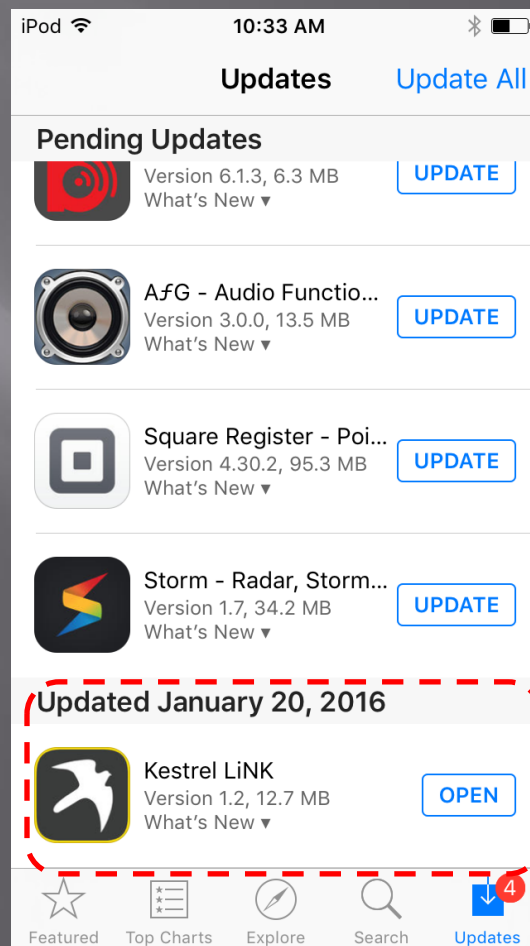 iPod 10:33 AM
Updates Update All
Pending Updates
Version 6.1.3, 6.3 MB UPDATE
What's New ▾
AƒG - Audio Functio...
Version 3.0.0, 13.5 MB UPDATE
What's New ▾
Square Register - Poi...
Version 4.30.2, 95.3 MB UPDATE
What's New ▾
Storm - Radar, Storm...
Version 1.7, 34.2 MB UPDATE
What's New ▾
Updated January 20, 2016
Kestrel LiNK
Version 1.2, 12.7 MB OPEN
What's New ▾
4
Featured Top Charts Explore Search Updates